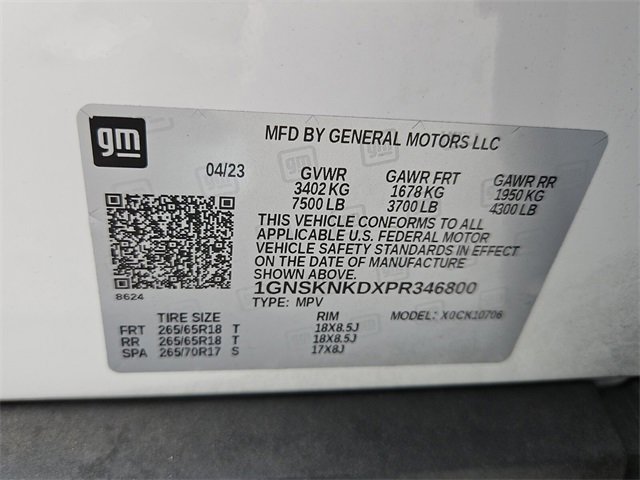 gm
MFD BY GENERAL MOTORS LLC
04/23 GVWR GAWR FRT GAWR RR
3402 KG 1678 KG 1950 KG
7500 LB 3700 LB 4300 LB
THIS VEHICLE CONFORMS TO ALL
APPLICABLE U.S. FEDERAL MOTOR
VEHICLE SAFETY STANDARDS IN EFFECT
ON THE DATE OF MANUFACTURE
SHOWN ABOVE.
1GNSKNKDXPR346800
8624
TYPE: MPV MODEL: X0CK10706
TIRE SIZE RIM
FRT 265/65R18 T 18X8.5J
RR 265/65R18 T 18X8.5J
SPA 265/70R17 S 17X8J